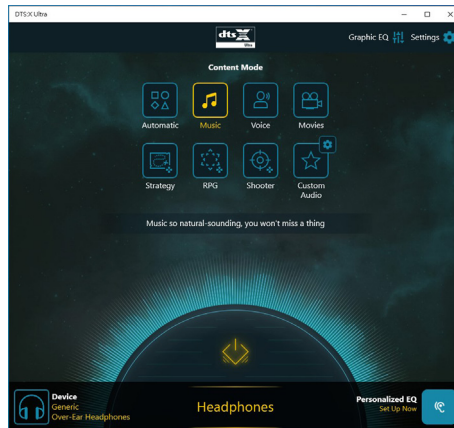 DTS:X Ultra
dts X
Ultra
Graphic EQ
Settings
Content Mode
Automatic
Music
Voice
Movies
Strategy
RPG
Shooter
Custom
Audio
Music so natural-sounding, you won't miss a thing
Device
Generic
Over-Ear Headphones
Headphones
Personalized EQ
Set Up Now